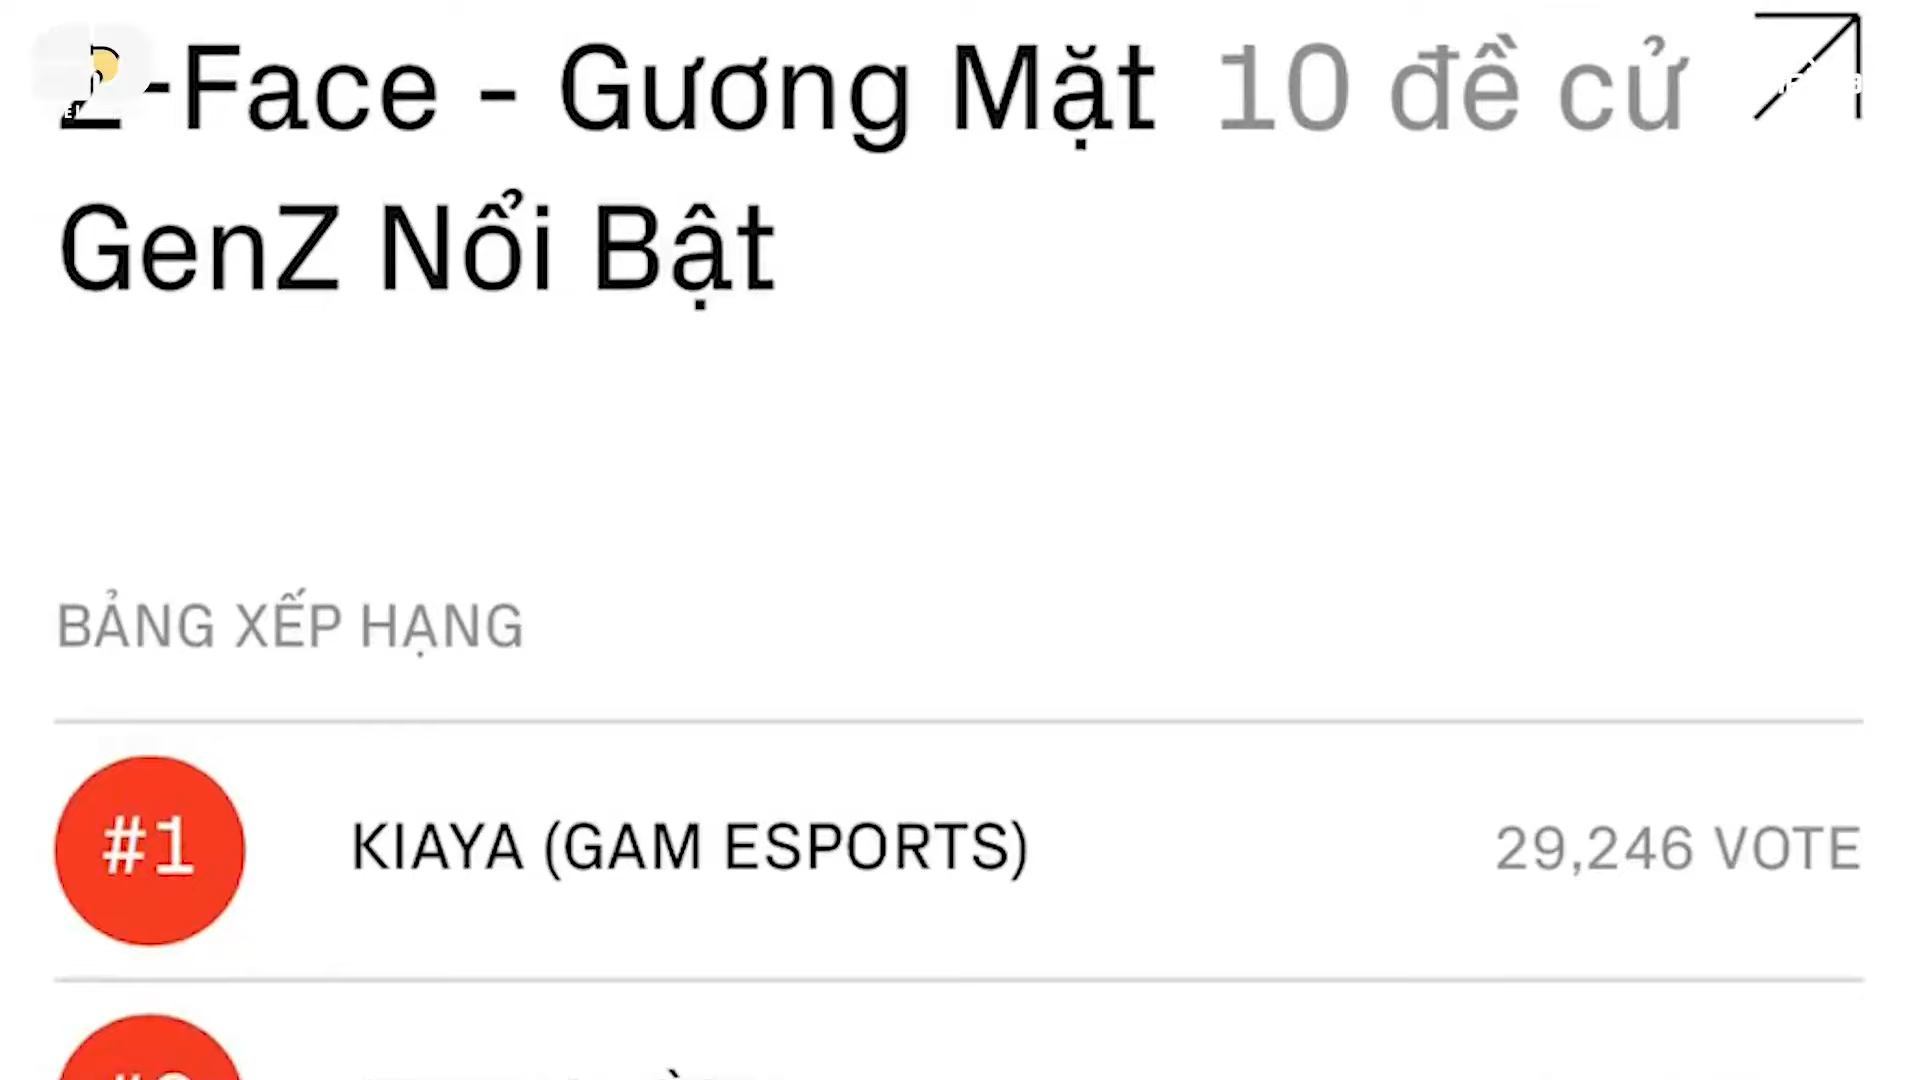 Z-Face - Gương Mặt 10 đề cử
GenZ Nổi Bật
BẢNG XẾP HẠNG
#1 KIAYA (GAM ESPORTS) 29,246 VOTE